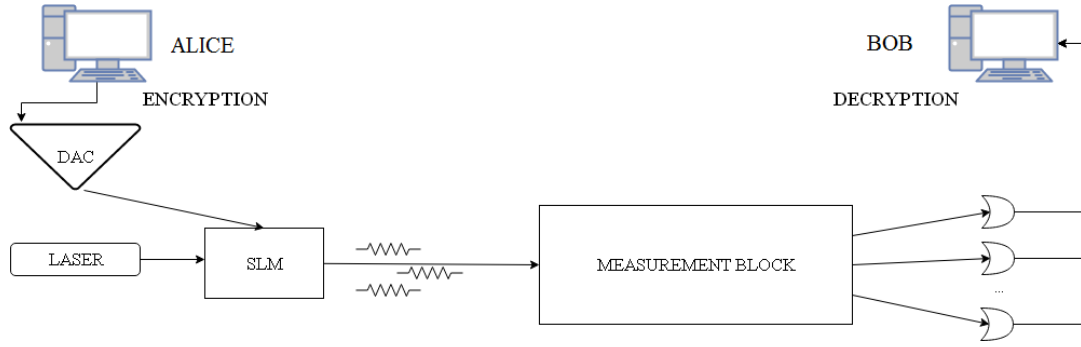 ALICE
BOB
ENCRYPTION
DECRYPTION
DAC
LASER
SLM
MEASUREMENT BLOCK
...